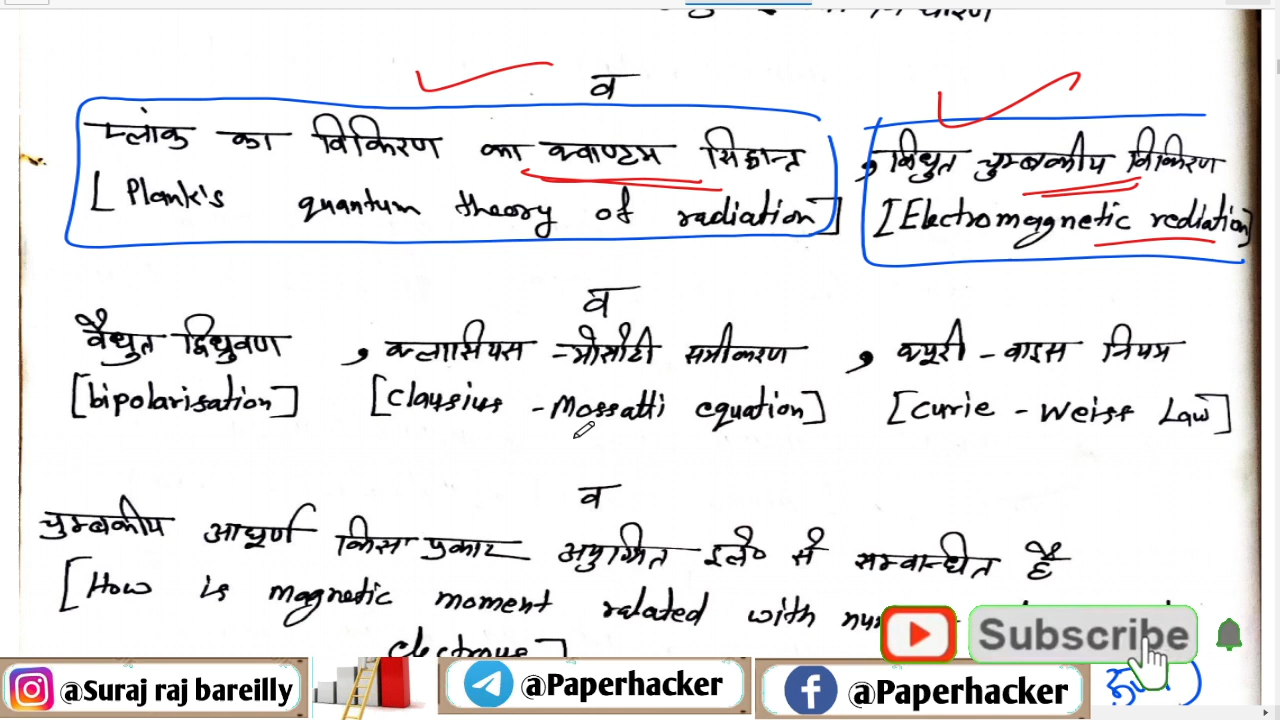 व
प्लांक का विकिरण का क्वाण्टम सिद्धान्त , विधुत चुम्बकीय विकिरण
[Plank's quantum theory of radiation] [Electromagnetic rediation]
व
वैधुत द्विध्रुवण , क्लासियस - मोसोटी समीकरण , क्यूरी - वाइस नियम
[bipolarisation] [clausius - Mossatti equation] [Curie - Weiss Law]
व
चुम्बकीय आघूर्ण किस प्रकार अयुग्मित इले० से सम्बन्धित है
[How is magnetic moment related with
electrons]
Subscribe
@Suraj raj bareilly @Paperhacker @Paperhacker